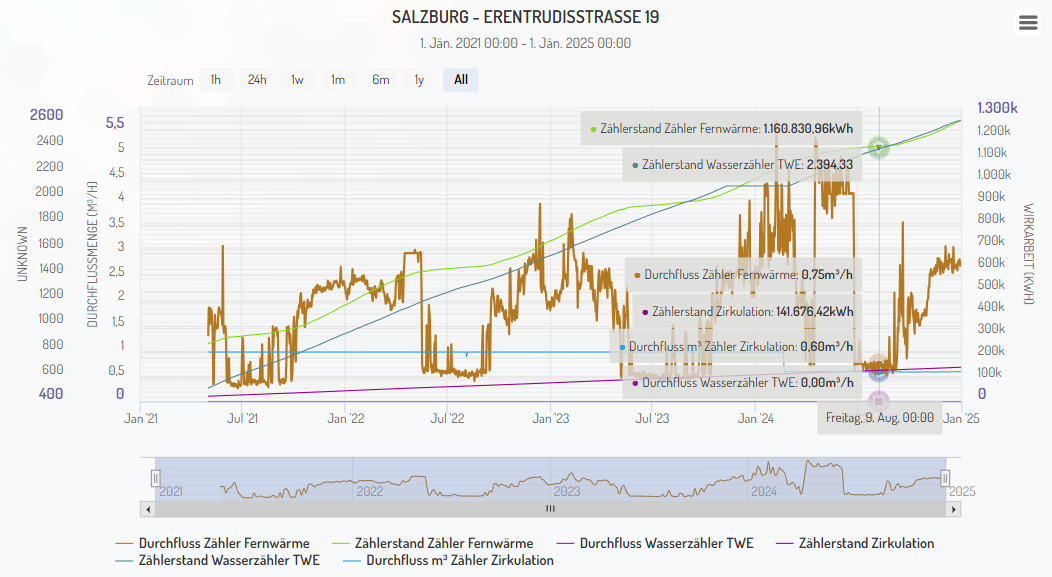 SALZBURG - ERENTRUDISSTRASSE 19
1. Jän. 2021 00:00 - 1. Jän. 2025 00:00
Zeitraum 1h 24h 1w 1m 6m 1y All
UNKNOWN
2600
2400
2200
2000
1800
1600
1400
1200
1000
800
600
400
DURCHFLUSSMENGE (M³/H)
5,5
5
4,5
4
3,5
3
2,5
2
1,5
1
0,5
0
Zählerstand Zähler Fernwärme: 1.160.830,96kWh
Zählerstand Wasserzähler TWE: 2.394,33
Durchfluss Zähler Fernwärme: 0,75m³/h
Zählerstand Zirkulation: 141.676,42kWh
Durchfluss m³ Zähler Zirkulation: 0,60m³/h
Durchfluss Wasserzähler TWE: 0,00m³/h
Freitag, 9. Aug. 00:00
1.300k
1.200k
1.100k
1.000k
900k
800k
700k
600k
500k
400k
300k
200k
100k
0
WIRKARBEIT (KWH)
Jän '21 Jul '21 Jän '22 Jul '22 Jän '23 Jul '23 Jän '24 Jän '25
2021 2022 2023 2024 2025
Durchfluss Zähler Fernwärme Zählerstand Zähler Fernwärme Durchfluss Wasserzähler TWE Zählerstand Zirkulation
Zählerstand Wasserzähler TWE Durchfluss m³ Zähler Zirkulation